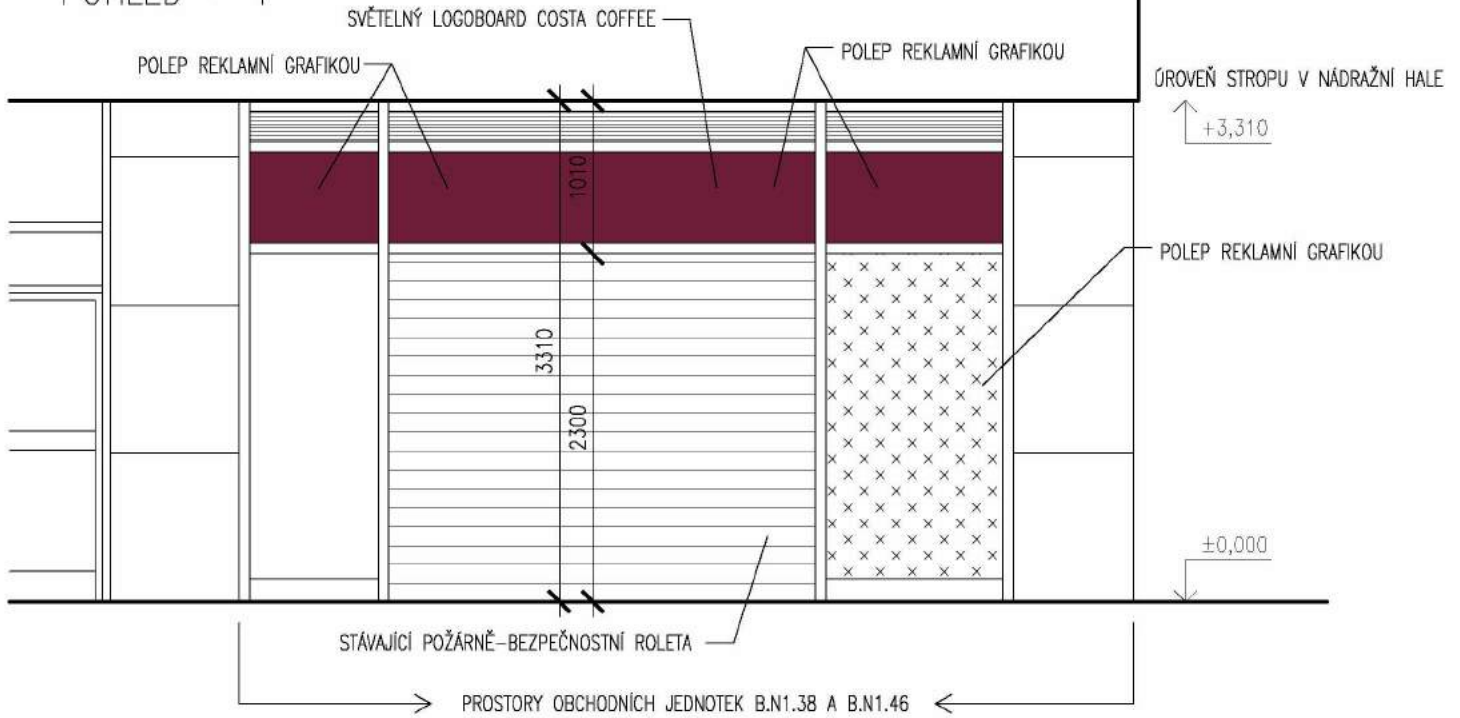 POHLED
SVĚTELNÝ LOGOBOARD COSTA COFFEE
POLEP REKLAMNÍ GRAFIKOU
POLEP REKLAMNÍ GRAFIKOU
ÚROVEŇ STROPU V NÁDRAŽNÍ HALE
+3,310
1010
POLEP REKLAMNÍ GRAFIKOU
3310
2300
±0,000
STÁVAJÍCÍ POŽÁRNĚ-BEZPEČNOSTNÍ ROLETA
PROSTORY OBCHODNÍCH JEDNOTEK B.N1.38 A B.N1.46